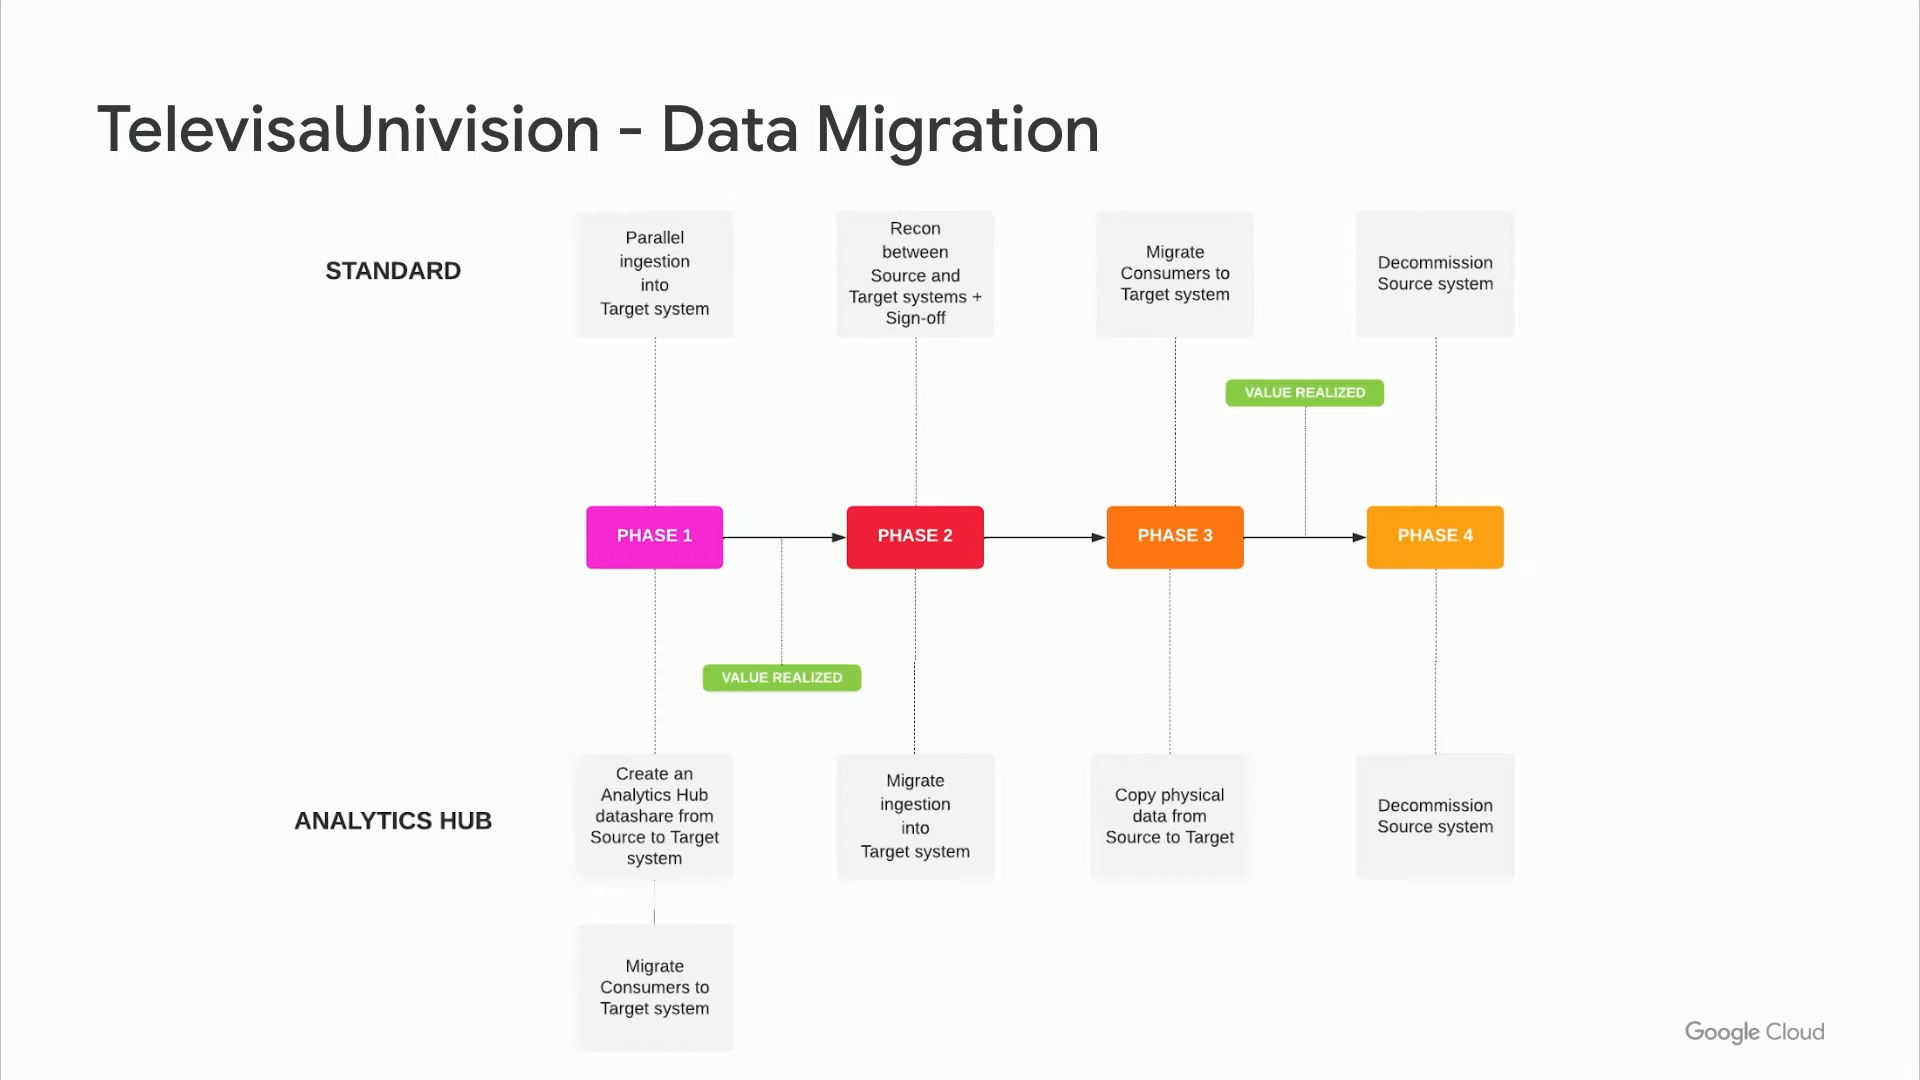 TelevisaUnivision - Data Migration
STANDARD
Parallel
ingestion
into
Target system
Recon
between
Source and
Target systems +
Sign-off
Migrate
Consumers to
Target system
Decommission
Source system
VALUE REALIZED
PHASE 1
PHASE 2
PHASE 3
PHASE 4
VALUE REALIZED
ANALYTICS HUB
Create an
Analytics Hub
datashare from
Source to Target
system
Migrate
ingestion
into
Target system
Copy physical
data from
Source to Target
Decommission
Source system
Migrate
Consumers to
Target system
Google Cloud